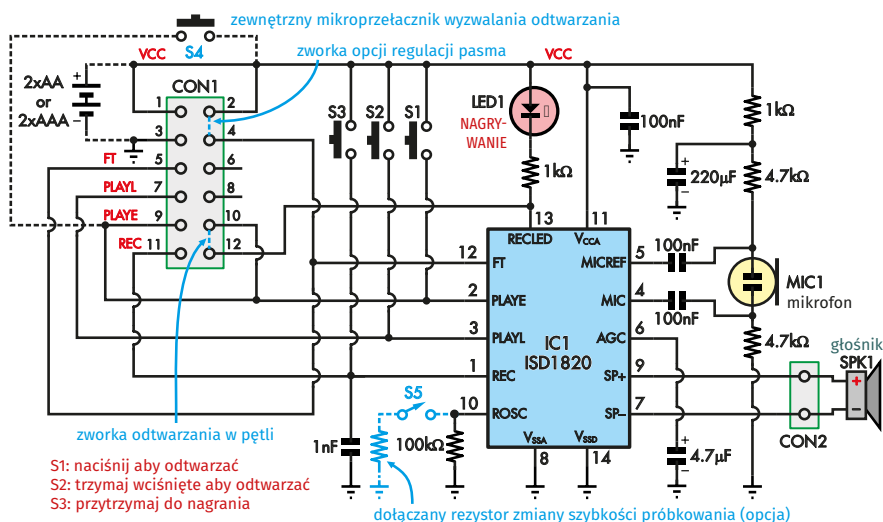 zewnętrzny mikroprzełacznik wyzwalania odtwarzania
S4
zworka opcji regulacji pasma
VCC
VCC
2xAA
or
2xAAA
+
−
CON1
1
2
3
4
5
6
7
8
9
10
11
12
FT
PLAYL
PLAYE
REC
S3
S2
S1
LED1
NAGRY-
WANIE
1kΩ
100nF
1kΩ
+
220µF
−
4.7kΩ
13
RECLED
11
VCCA
12
FT
MICREF
5
100nF
2
PLAYE
MIC
4
100nF
MIC1
mikrofon
3
PLAYL
AGC
6
4.7kΩ
IC1
ISD1820
1
REC
SP+
9
głośnik
SPK1
+
−
10
ROSC
SP−
7
CON2
VSSA
8
VSSD
14
+
4.7µF
−
S5
100kΩ
1nF
zworka odtwarzania w pętli
S1: naciśnij aby odtwarzać
S2: trzymaj wciśnięte aby odtwarzać
S3: przytrzymaj do nagrania
dołączany rezystor zmiany szybkości próbkowania (opcja)